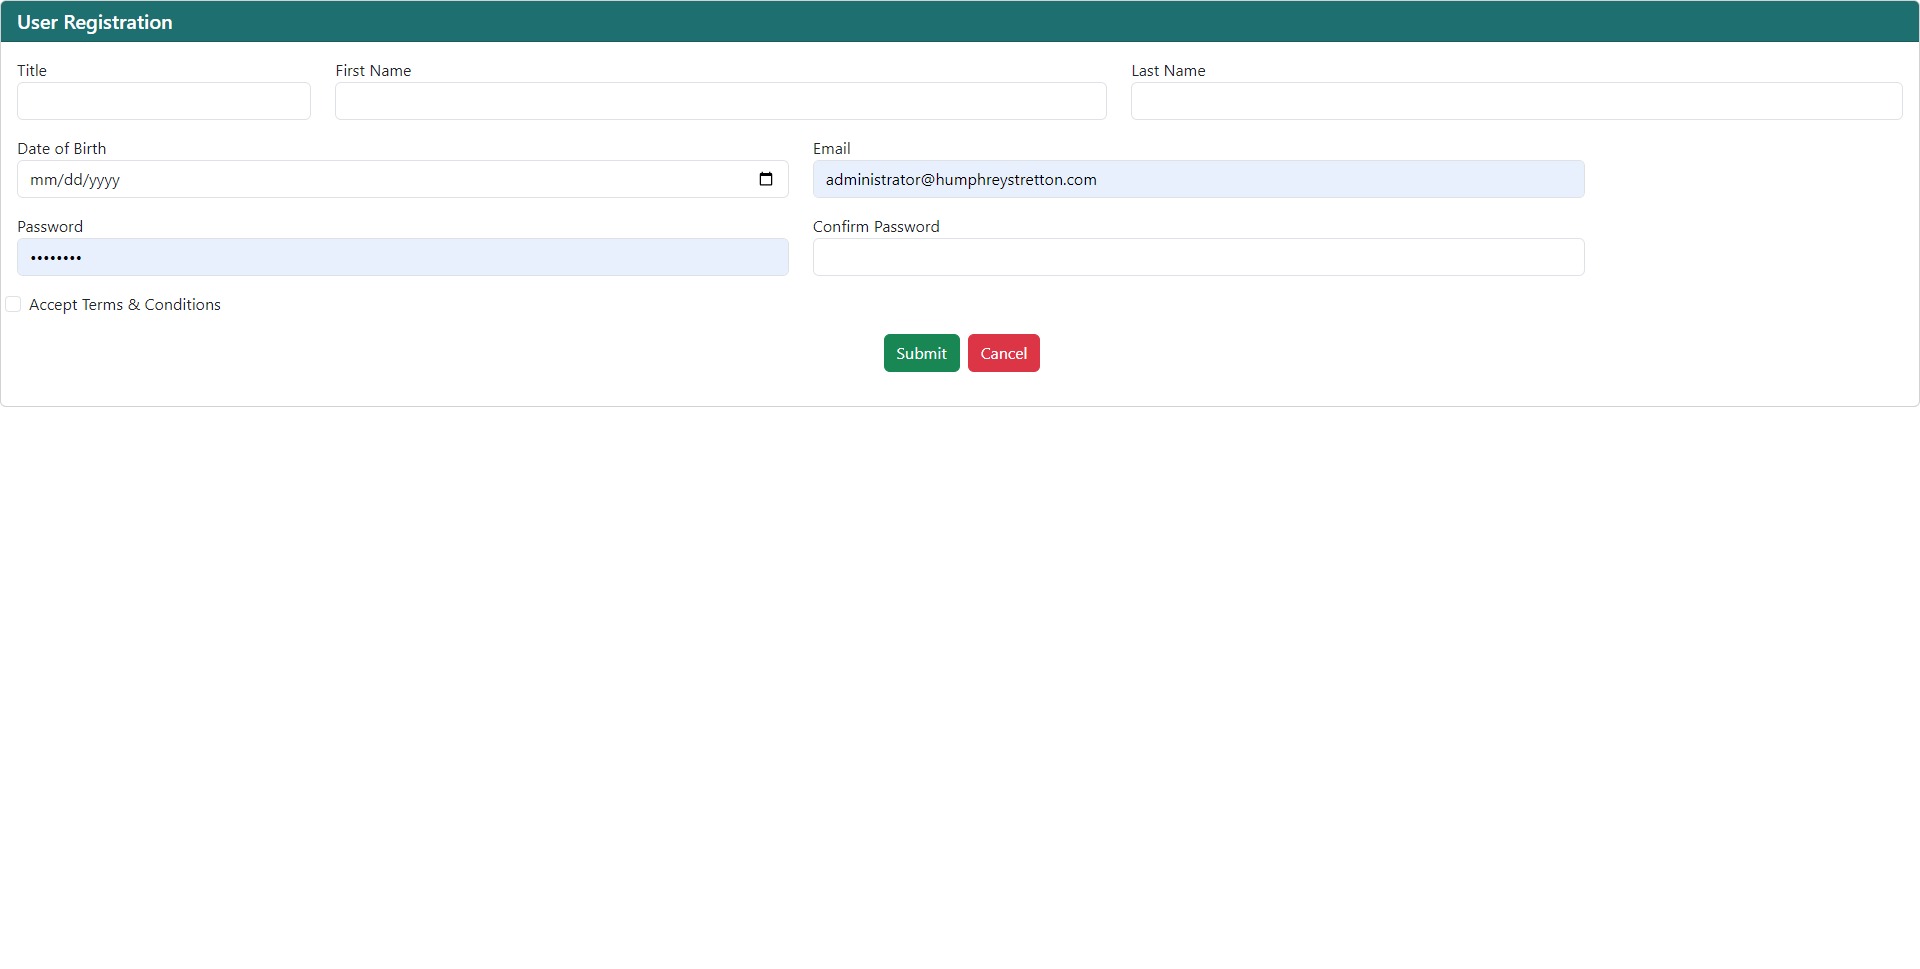 User Registration
Title First Name Last Name
Date of Birth Email
mm/dd/yyyy administrator@humphreystretton.com
Password Confirm Password
••••••••
Accept Terms & Conditions
Submit Cancel